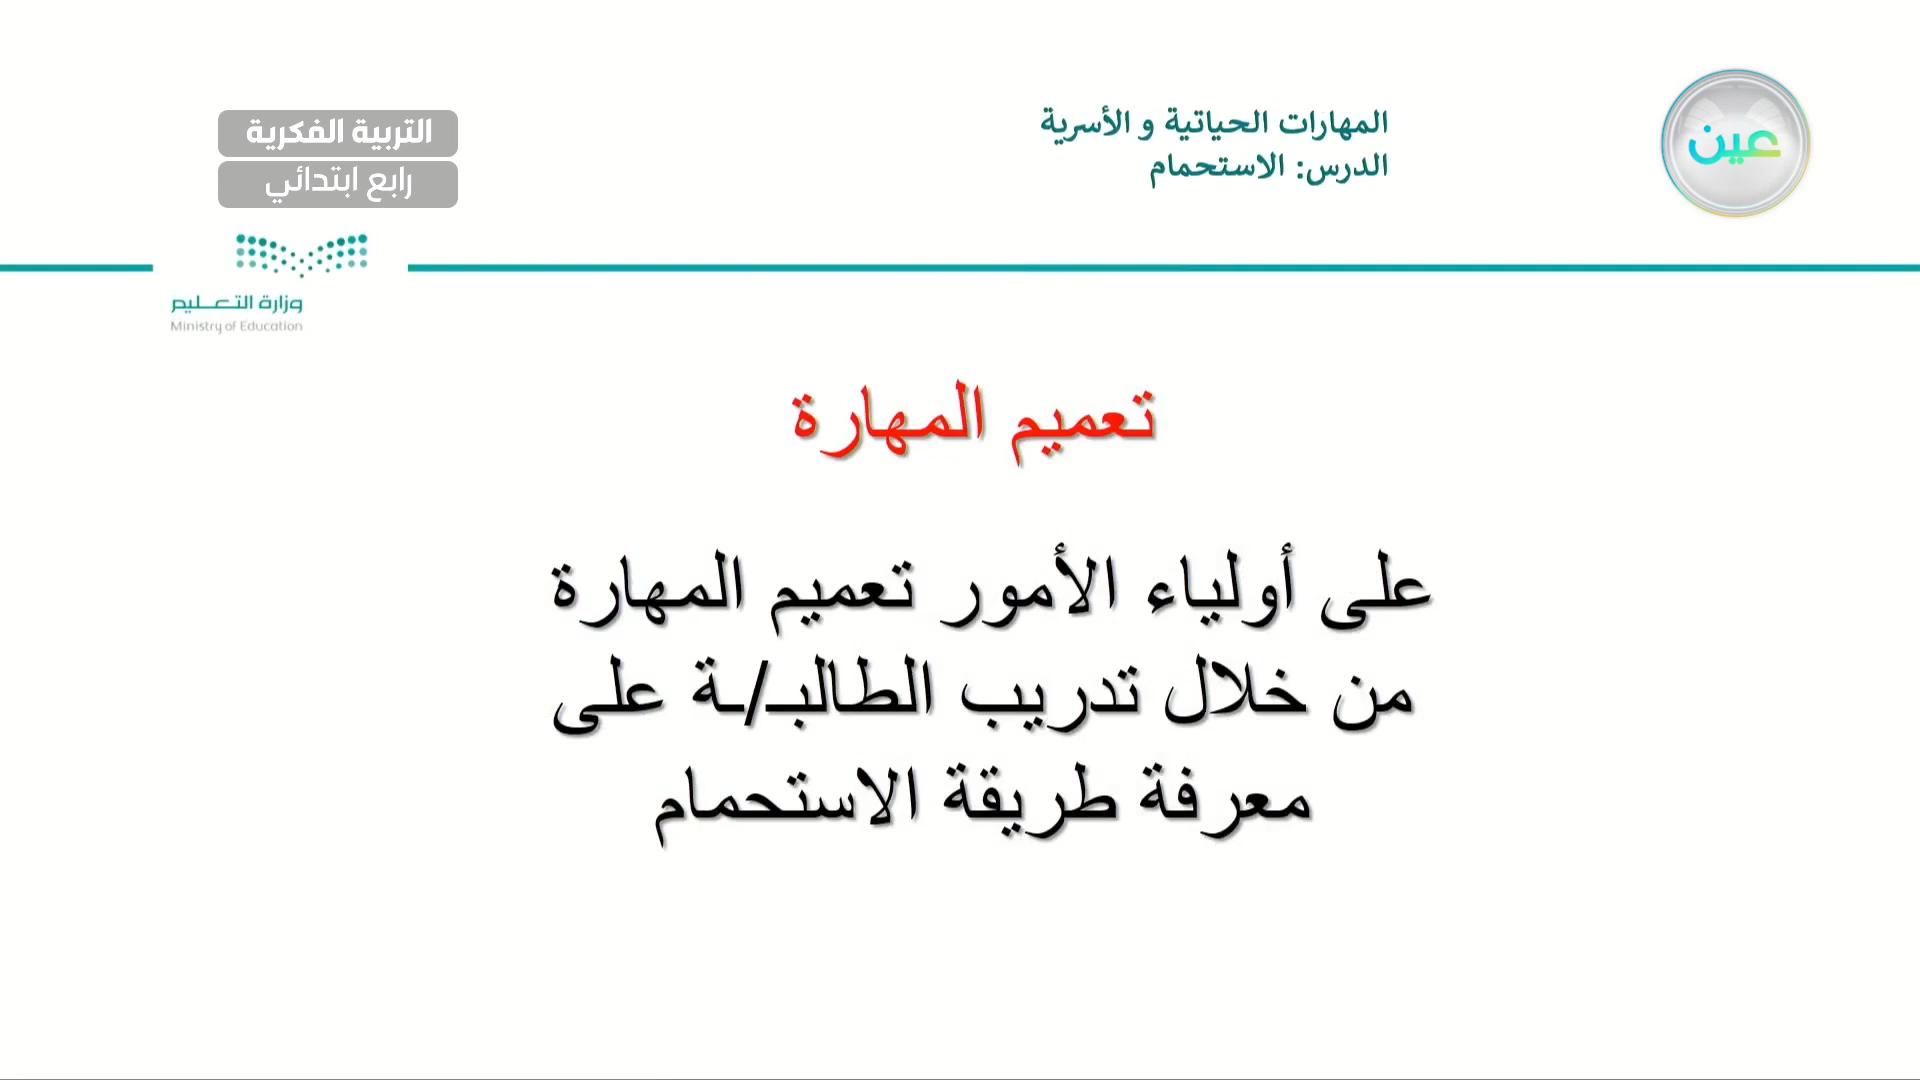 عين
المهارات الحياتية و الأسرية
الدرس: الاستحمام
التربية الفكرية
رابع ابتدائي
وزارة التعـــليم
Ministry of Education
تعميم المهارة
على أولياء الأمور تعميم المهارة
من خلال تدريب الطالبـ/ـة على
معرفة طريقة الاستحمام